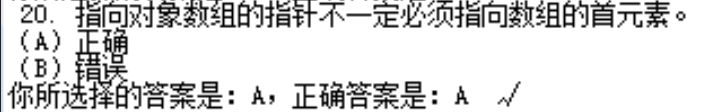 20. 指向对象数组的指针不一定必须指向数组的首元素。
(A) 正确
(B) 错误
你所选择的答案是: A, 正确答案是: A √